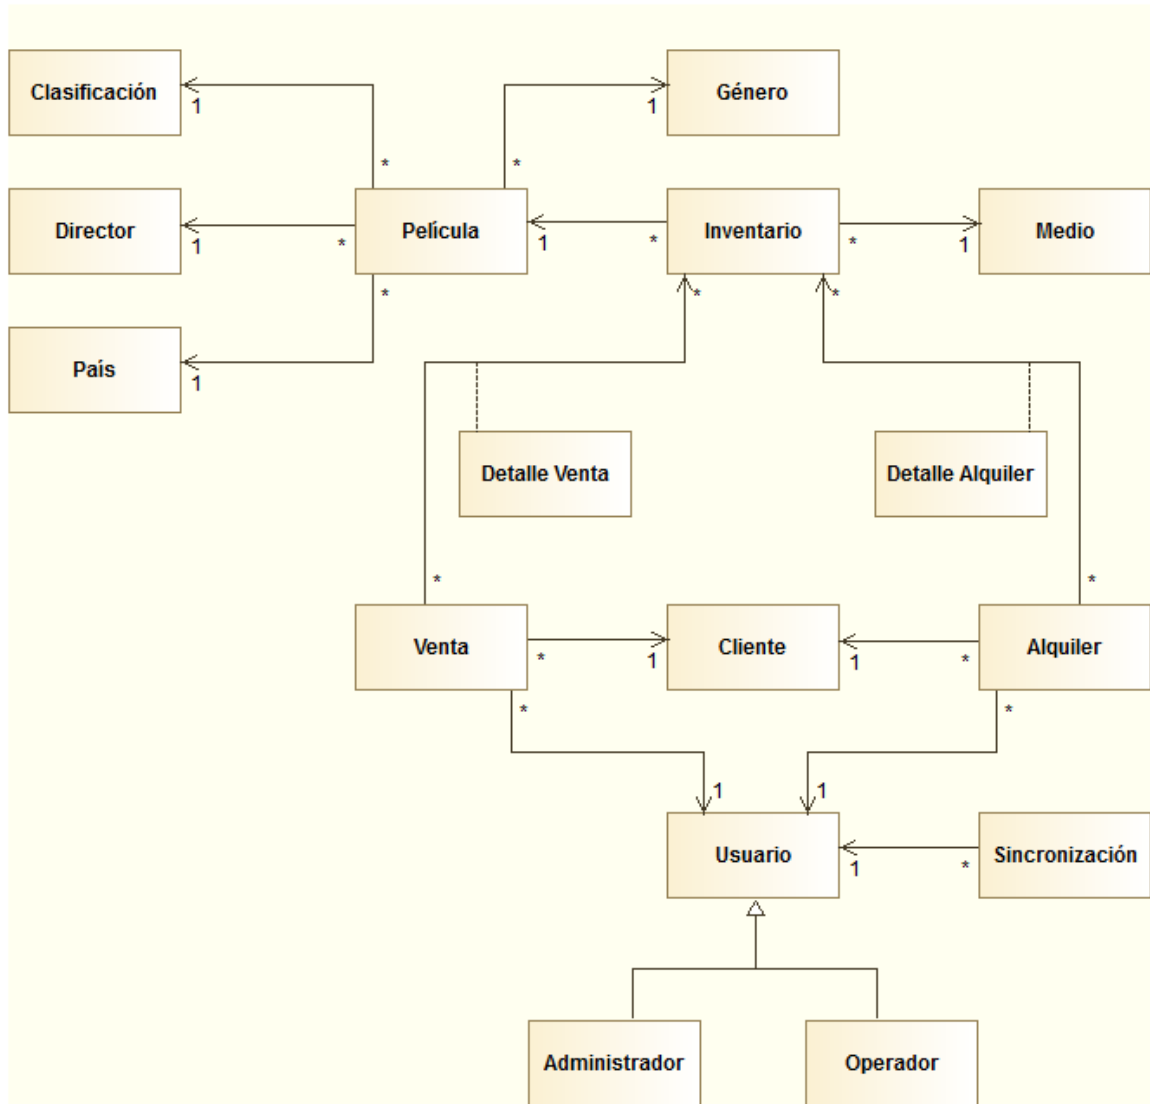 Clasificación
Género
1
1
*
*
Director
Película
Inventario
Medio
1
*
1
*
*
1
*
*
*
País
1
Detalle Venta
Detalle Alquiler
*
*
Venta
Cliente
Alquiler
*
1
1
*
*
*
1
1
Usuario
Sincronización
1
*
Administrador
Operador